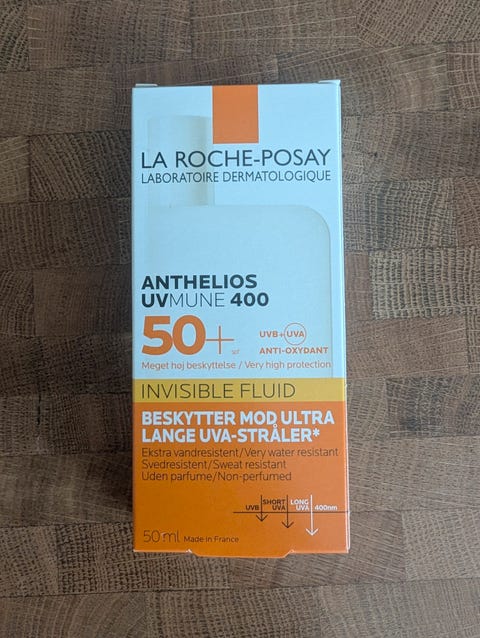 LA ROCHE-POSAY
LABORATOIRE DERMATOLOGIQUE
ANTHELIOS
UVMUNE 400
50+ SPF
UVB+UVA
ANTI-OXYDANT
Meget høj beskyttelse / Very high protection
INVISIBLE FLUID
BESKYTTER MOD ULTRA
LANGE UVA-STRÅLER*
Ekstra vandresistent/Very water resistant
Svedresistent/Sweat resistant
Uden parfume/Non-perfumed
UVB SHORT UVA LONG UVA 400nm
50 ml Made in France